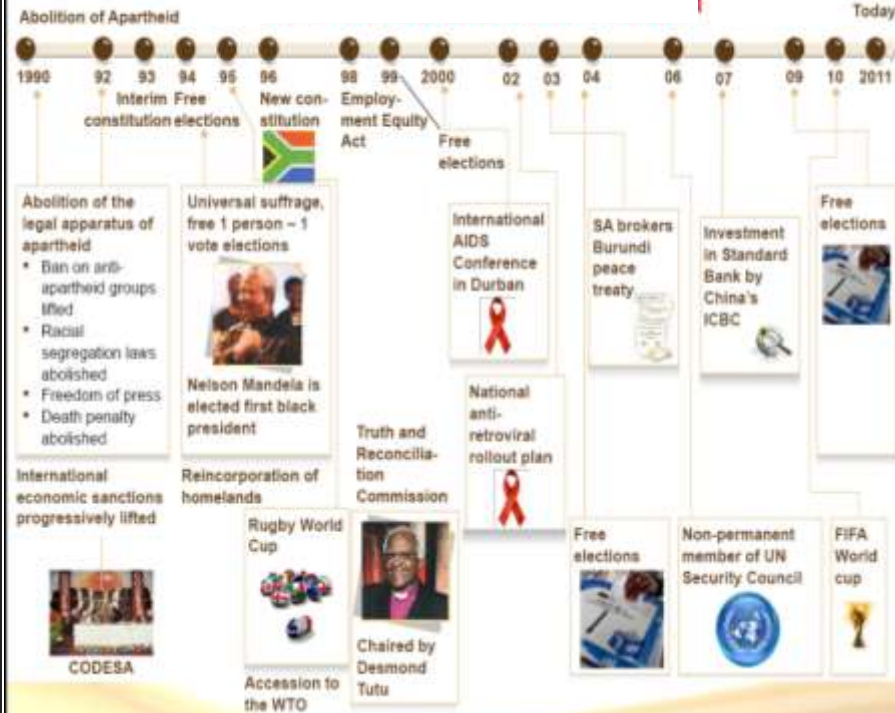 Abolition of Apartheid
Today
1990 92 93 94 95 96 98 99 2000 02 03 04 06 07 09 10 2011
Interim
constitution
Free
elections
New con-
stitution
Employ-
ment Equity
Act
Free
elections
Abolition of the
legal apparatus of
apartheid
• Ban on anti-
apartheid groups
lifted
• Racial
segregation laws
abolished
• Freedom of press
• Death penalty
abolished
Universal suffrage,
free 1 person – 1
vote elections
Nelson Mandela is
elected first black
president
International
AIDS
Conference
in Durban
SA brokers
Burundi
peace
treaty
Investment
in Standard
Bank by
China's
ICBC
Free
elections
International
economic sanctions
progressively lifted
Reincorporation of
homelands
Truth and
Reconcilia-
tion
Commission
National
anti-
retroviral
rollout plan
CODESA
Rugby World
Cup
Chaired by
Desmond
Tutu
Free
elections
Non-permanent
member of UN
Security Council
FIFA
World
cup
Accession to
the WTO